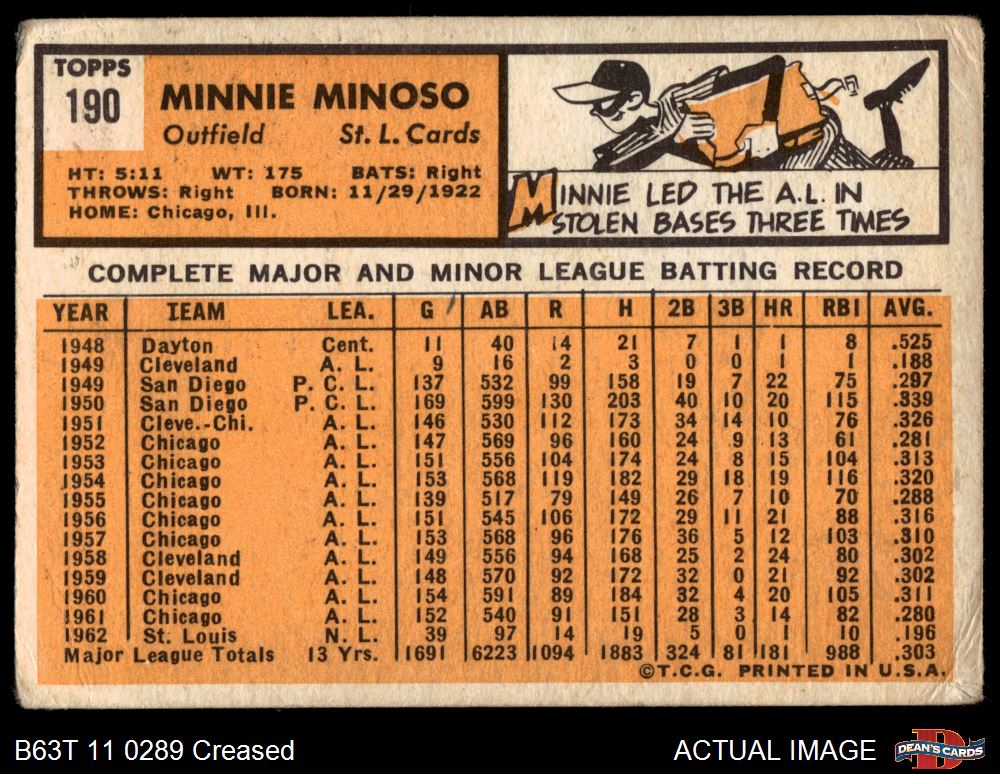 TOPPS
190
MINNIE MINOSO
Outfield St. L. Cards
HT: 5:11 WT: 175 BATS: Right
THROWS: Right BORN: 11/29/1922
HOME: Chicago, Ill.
MINNIE LED THE A.L. IN
STOLEN BASES THREE TIMES
COMPLETE MAJOR AND MINOR LEAGUE BATTING RECORD
YEAR TEAM LEA. G AB R H 2B 3B HR RBI AVG.
1948 Dayton Cent. 11 40 14 21 7 1 1 8 .525
1949 Cleveland A. L. 9 16 2 3 0 0 1 1 .188
1949 San Diego P. C. L. 137 532 99 158 19 7 22 75 .297
1950 San Diego P. C. L. 169 599 130 203 40 10 20 115 .339
1951 Cleve.-Chi. A. L. 146 530 112 173 34 14 10 76 .326
1952 Chicago A. L. 147 569 96 160 24 9 13 61 .281
1953 Chicago A. L. 151 556 104 174 24 8 15 104 .313
1954 Chicago A. L. 153 568 119 182 29 18 19 116 .320
1955 Chicago A. L. 139 517 79 149 26 7 10 70 .288
1956 Chicago A. L. 151 545 106 172 29 11 21 88 .316
1957 Chicago A. L. 153 568 96 176 36 5 12 103 .310
1958 Cleveland A. L. 149 556 94 168 25 2 24 80 .302
1959 Cleveland A. L. 148 570 92 172 32 0 21 92 .302
1960 Chicago A. L. 154 591 89 184 32 4 20 105 .311
1961 Chicago A. L. 152 540 91 151 28 3 14 82 .280
1962 St. Louis N. L. 39 97 14 19 5 0 1 10 .196
Major League Totals 13 Yrs. 1691 6223 1094 1883 324 81 181 988 .303
©T.C.G. PRINTED IN U.S.A.
B63T 11 0289 Creased ACTUAL IMAGE DEAN'S CARDS